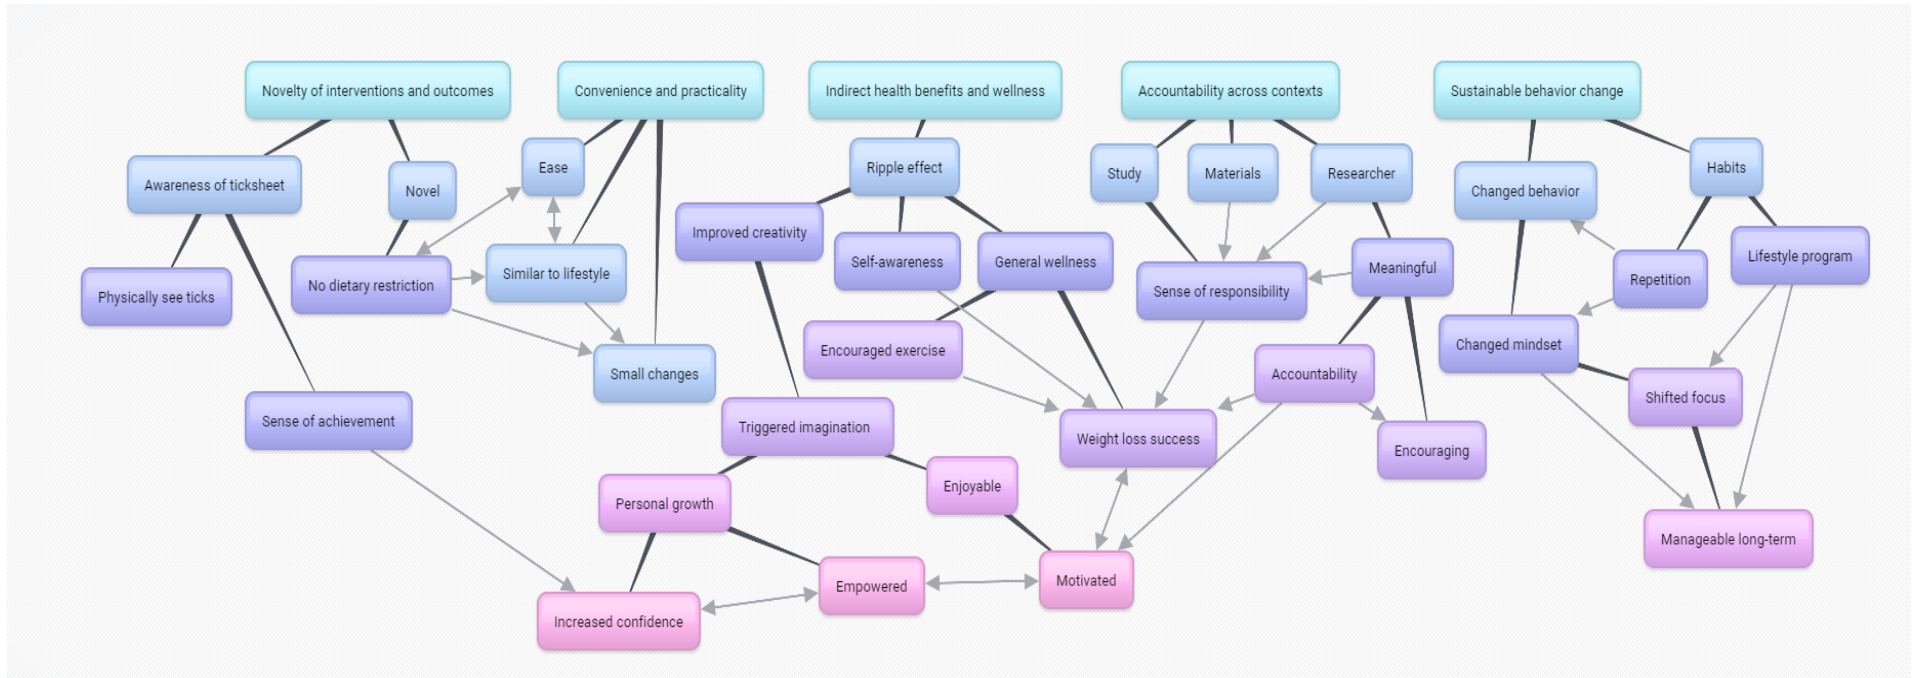 Novelty of interventions and outcomes
Convenience and practicality
Indirect health benefits and wellness
Accountability across contexts
Sustainable behavior change
Awareness of ticksheet
Novel
Ease
Ripple effect
Study
Materials
Researcher
Changed behavior
Habits
Physically see ticks
No dietary restriction
Similar to lifestyle
Improved creativity
Self-awareness
General wellness
Sense of responsibility
Meaningful
Repetition
Lifestyle program
Small changes
Encouraged exercise
Accountability
Changed mindset
Shifted focus
Sense of achievement
Triggered imagination
Weight loss success
Encouraging
Personal growth
Enjoyable
Manageable long-term
Increased confidence
Empowered
Motivated